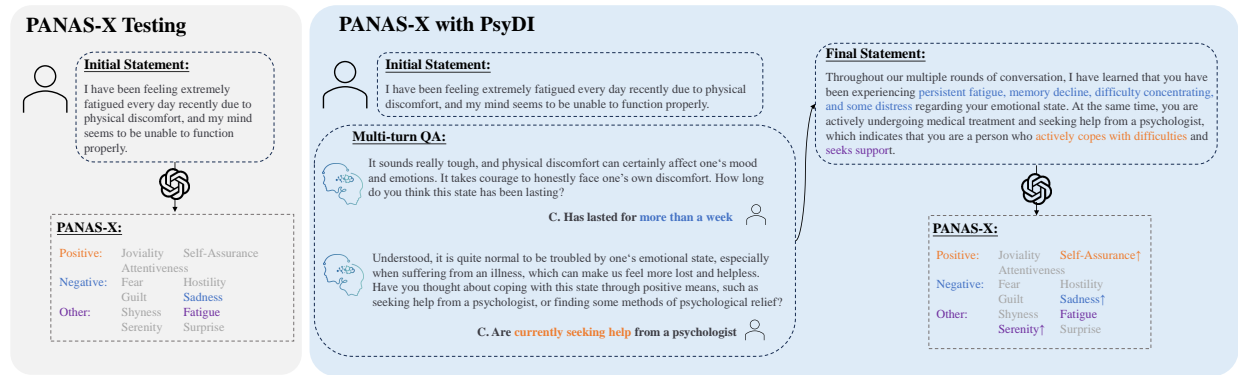 PANAS-X Testing
Initial Statement:
I have been feeling extremely
fatigued every day recently due to
physical discomfort, and my mind
seems to be unable to function
properly.
PANAS-X:
Positive: Joviality Self-Assurance
Attentiveness
Negative: Fear Hostility
Guilt Sadness
Other: Shyness Fatigue
Serenity Surprise
PANAS-X with PsyDI
Initial Statement:
I have been feeling extremely fatigued every day recently due to physical
discomfort, and my mind seems to be unable to function properly.
Multi-turn QA:
It sounds really tough, and physical discomfort can certainly affect one‘s mood
and emotions. It takes courage to honestly face one’s own discomfort. How long
do you think this state has been lasting?
C. Has lasted for more than a week
Understood, it is quite normal to be troubled by one‘s emotional state, especially
when suffering from an illness, which can make us feel more lost and helpless.
Have you thought about coping with this state through positive means, such as
seeking help from a psychologist, or finding some methods of psychological relief?
C. Are currently seeking help from a psychologist
Final Statement:
Throughout our multiple rounds of conversation, I have learned that you have
been experiencing persistent fatigue, memory decline, difficulty concentrating,
and some distress regarding your emotional state. At the same time, you are
actively undergoing medical treatment and seeking help from a psychologist,
which indicates that you are a person who actively copes with difficulties and
seeks support.
PANAS-X:
Positive: Joviality Self-Assurance↑
Attentiveness
Negative: Fear Hostility
Guilt Sadness↑
Other: Shyness Fatigue
Serenity↑ Surprise